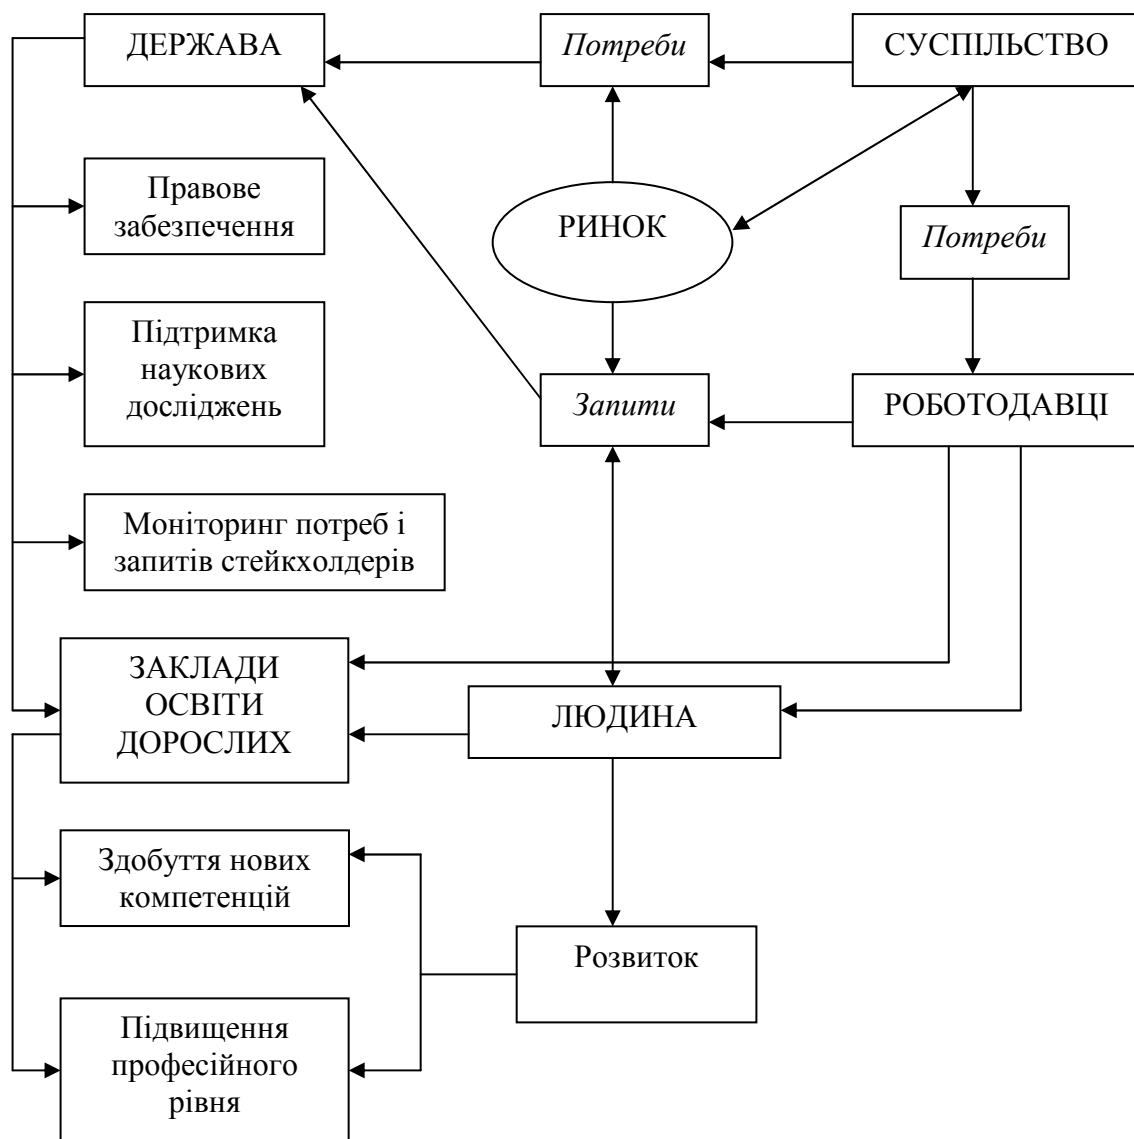 ДЕРЖАВА
Потреби
СУСПІЛЬСТВО
Правове
забезпечення
РИНОК
Потреби
Підтримка
наукових
досліджень
Запити
РОБОТОДАВЦІ
Моніторинг потреб і
запитів стейкхолдерів
ЗАКЛАДИ
ОСВІТИ
ДОРОСЛИХ
ЛЮДИНА
Здобуття нових
компетенцій
Розвиток
Підвищення
професійного
рівня